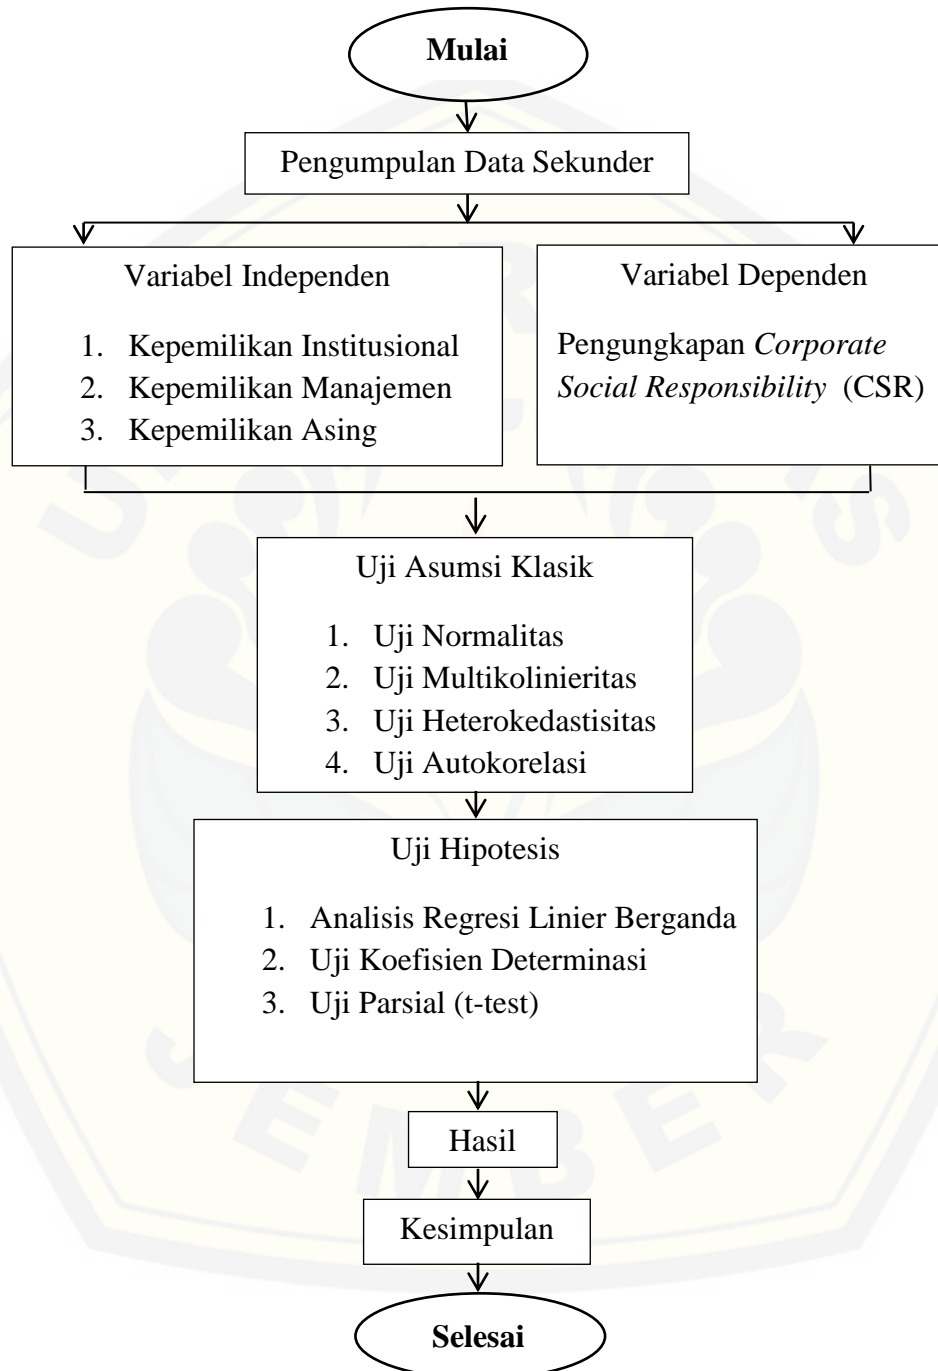 Mulai
Pengumpulan Data Sekunder
Variabel Independen
1. Kepemilikan Institusional
2. Kepemilikan Manajemen
3. Kepemilikan Asing
Variabel Dependen
Pengungkapan Corporate
Social Responsibility (CSR)
Uji Asumsi Klasik
1. Uji Normalitas
2. Uji Multikolinieritas
3. Uji Heterokedastisitas
4. Uji Autokorelasi
Uji Hipotesis
1. Analisis Regresi Linier Berganda
2. Uji Koefisien Determinasi
3. Uji Parsial (t-test)
Hasil
Kesimpulan
Selesai
JEMBER